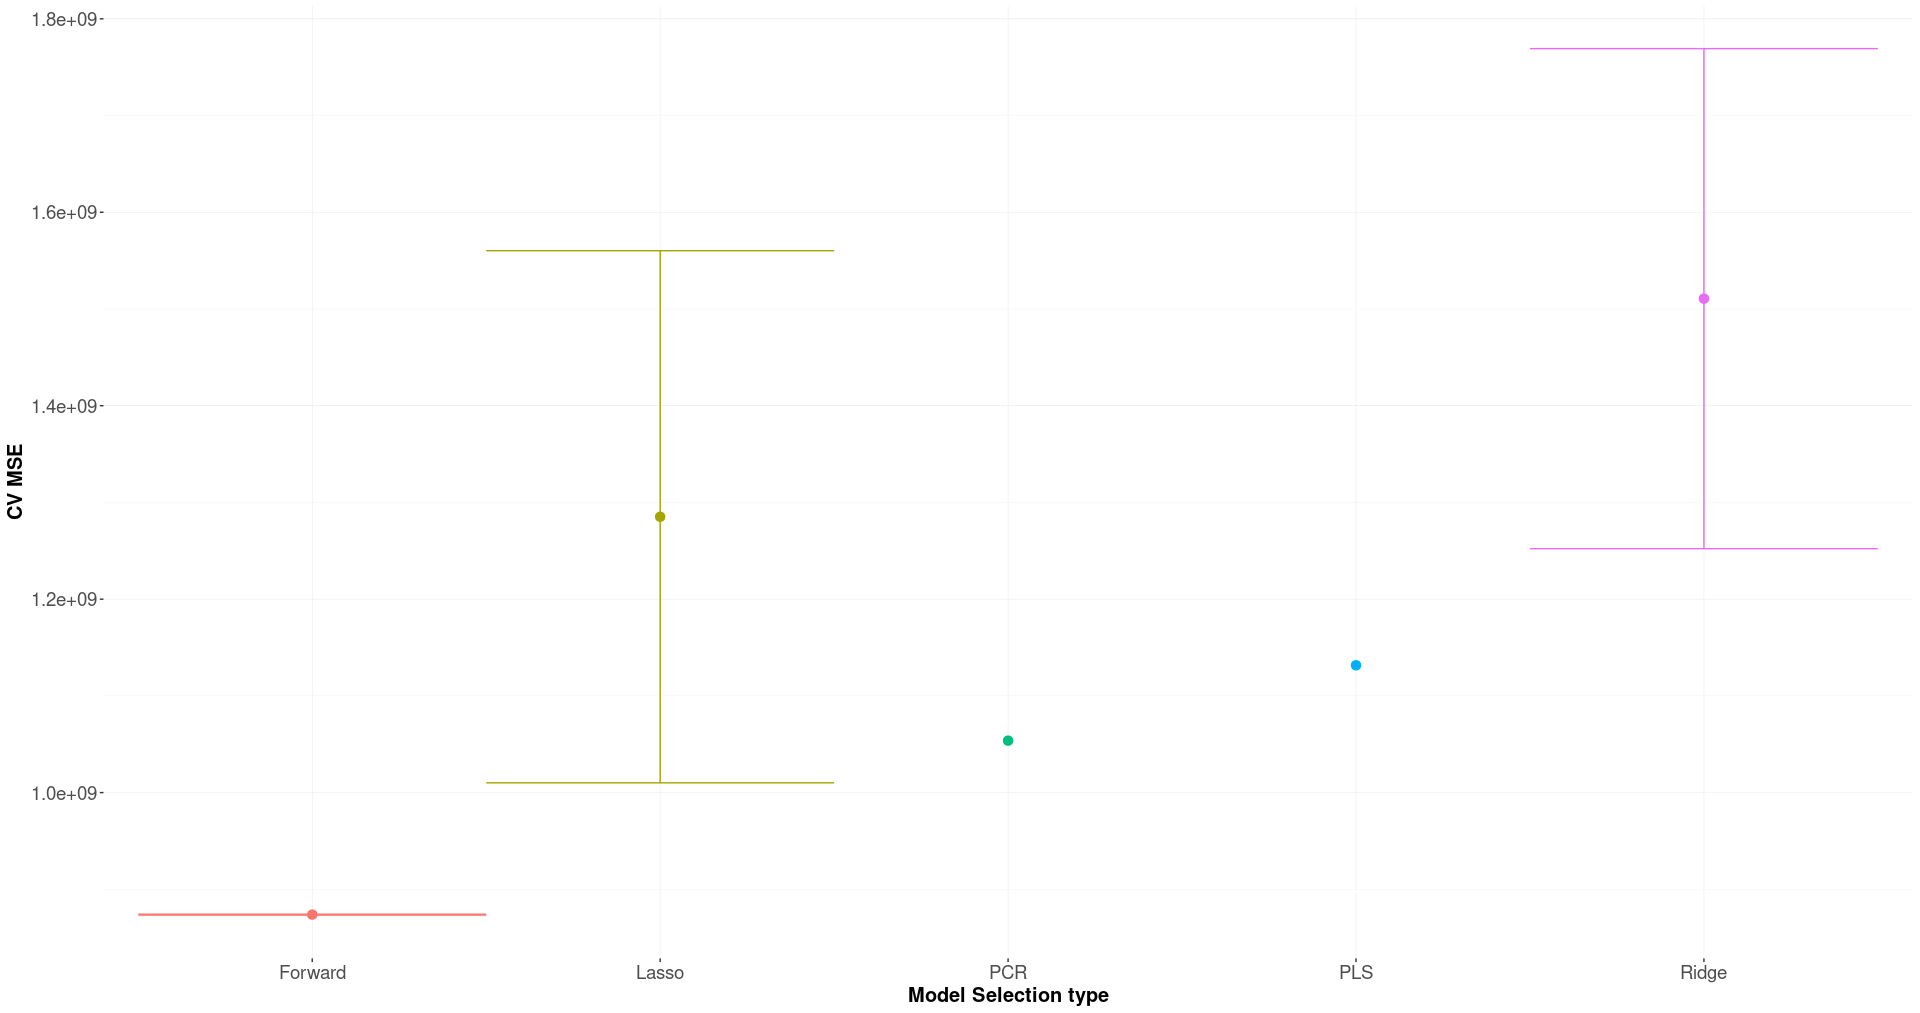 1.8e+09
1.6e+09
1.4e+09
1.2e+09
1.0e+09
CV MSE
Forward Lasso PCR PLS Ridge
Model Selection type